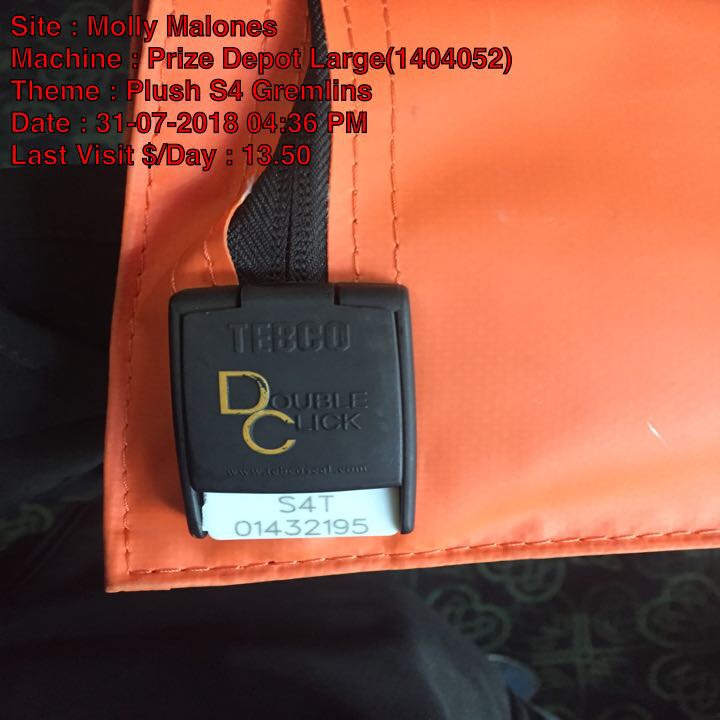 Site : Molly Malones
Machine : Prize Depot Large(1404052)
Theme : Plush S4 Gremlins
Date : 31-07-2018 04:36 PM
Last Visit $/Day : 13.50
TEBCO
DOUBLE
CLICK
www.tebcoseal.com
S4T
01432195